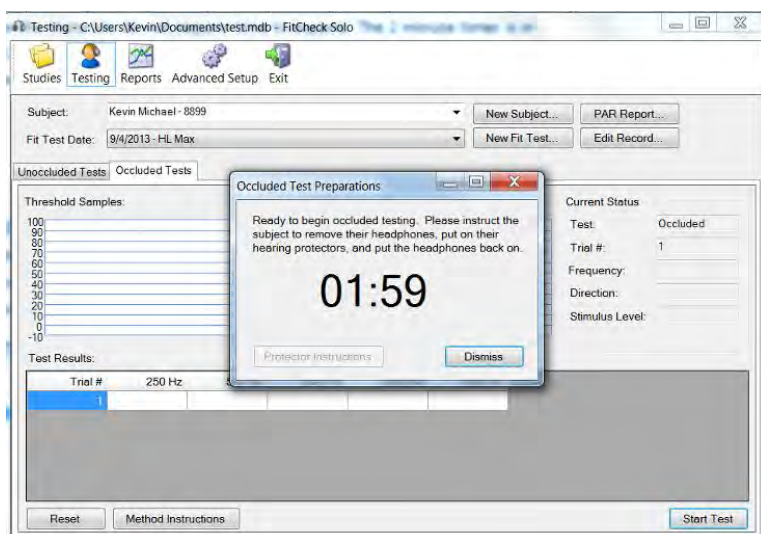 Testing - C:\Users\Kevin\Documents\test.mdb - FitCheck Solo
Studies Testing Reports Advanced Setup Exit
Subject: Kevin Michael - 8899 New Subject... PAR Report...
Fit Test Date: 9/4/2013 - HL Max New Fit Test... Edit Record...
Unoccluded Tests Occluded Tests
Occluded Test Preparations
Threshold Samples:
Current Status
Ready to begin occluded testing. Please instruct the
subject to remove their headphones, put on their
hearing protectors, and put the headphones back on.
100
90
80
70
60
50
40
30
20
10
0
-10
Test: Occluded
Trial #: 1
Frequency:
Direction:
Stimulus Level:
01:59
Protector Instructions Dismiss
Test Results:
Trial # 250 Hz
1
Reset Method Instructions Start Test